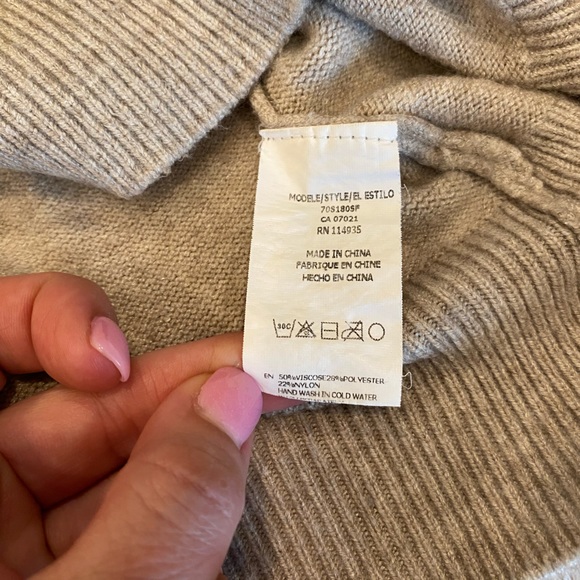 MODELE/STYLE/EL ESTILO
70S180SF
CA 07021
RN 114935
MADE IN CHINA
FABRIQUE EN CHINE
HECHO EN CHINA
30C
EN 50%VISCOSE28%POLYESTER
22%NYLON
HAND WASH IN COLD WATER